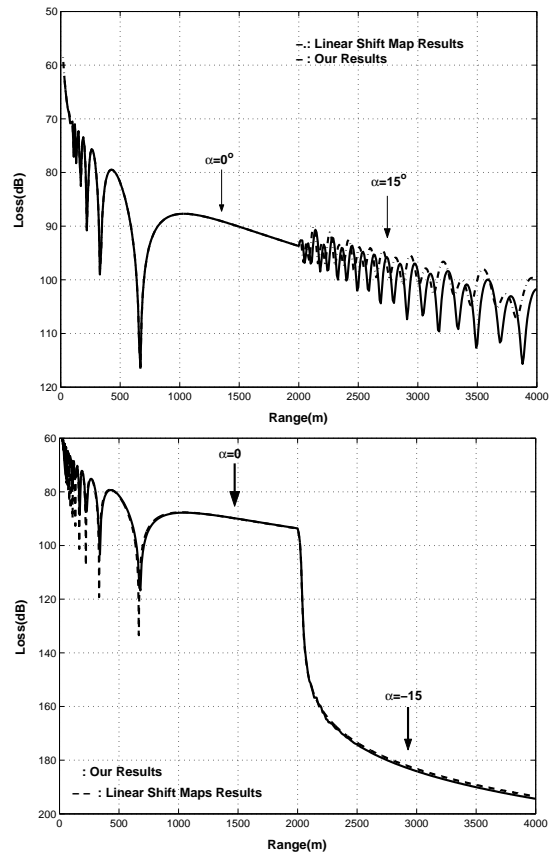 50
60
70
80
90
100
110
120
Loss(dB)
-.: Linear Shift Map Results
- : Our Results
α=0°
α=15°
0 500 1000 1500 2000 2500 3000 3500 4000
Range(m)
60
80
100
120
140
160
180
200
Loss(dB)
α=0
α=-15
: Our Results
-- : Linear Shift Maps Results
0 500 1000 1500 2000 2500 3000 3500 4000
Range(m)